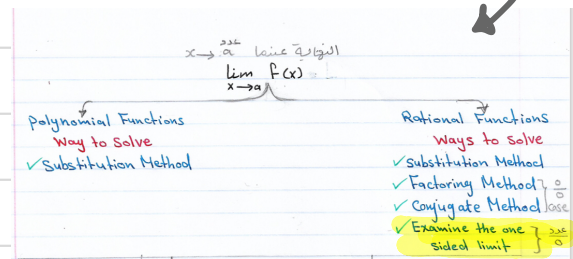 النهاية عندما x→a عدد
lim f(x)
x→a
Polynomial Functions
Way to Solve
✓ Substitution Method
Rational Functions
Ways to Solve
✓ Substitution Method
✓ Factoring Method
✓ Conjugate Method
0/0 case
✓ Examine the one
sided limit
عدد/0